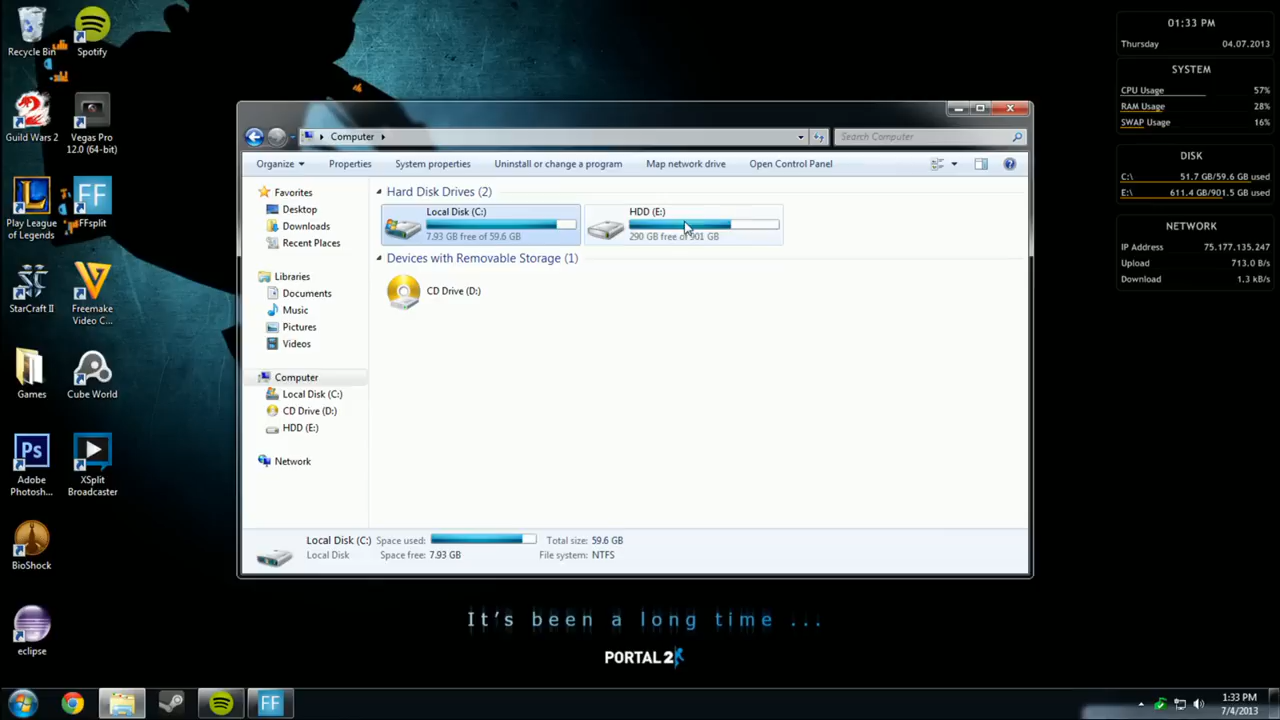 Recycle Bin
Spotify
Guild Wars 2
Vegas Pro
12.0 (64-bit)
Play League
of Legends
FFsplit
StarCraft II
Freemake
Video C...
Games
Cube World
Adobe
Photosh...
XSplit
Broadcaster
BioShock
eclipse
Computer
Search Computer
Organize
Properties
System properties
Uninstall or change a program
Map network drive
Open Control Panel
Favorites
Desktop
Downloads
Recent Places
Libraries
Documents
Music
Pictures
Videos
Computer
Local Disk (C:)
CD Drive (D:)
HDD (E:)
Network
Hard Disk Drives (2)
Local Disk (C:)
7.93 GB free of 59.6 GB
HDD (E:)
290 GB free of 901 GB
Devices with Removable Storage (1)
CD Drive (D:)
Local Disk (C:) Space used: Total size: 59.6 GB
Local Disk Space free: 7.93 GB File system: NTFS
01:33 PM
Thursday 04.07.2013
SYSTEM
CPU Usage 57%
RAM Usage 28%
SWAP Usage 16%
DISK
C:\ 51.7 GB/59.6 GB used
E:\ 611.4 GB/901.5 GB used
NETWORK
IP Address 75.177.135.247
Upload 713.0 B/s
Download 1.3 kB/s
It's been a long time ...
PORTAL 2
Ps
FF
FF
1:33 PM
7/4/2013